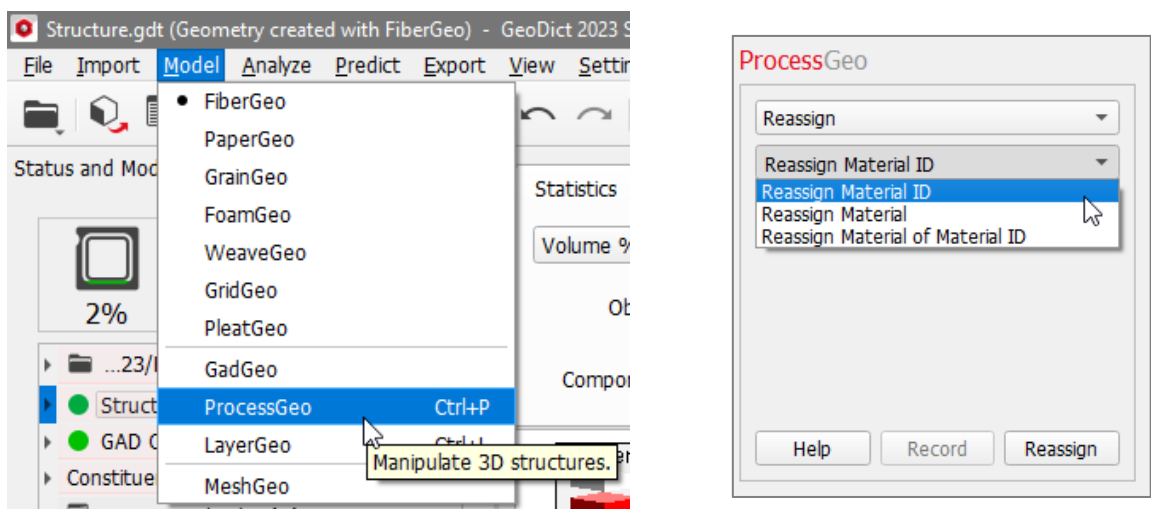 Structure.gdt (Geometry created with FiberGeo) - GeoDict 2023 S
File Import Model Analyze Predict Export View Settin
Status and Mod
2%
...23/
Struct
GAD
Constitue
FiberGeo
PaperGeo
GrainGeo
FoamGeo
WeaveGeo
GridGeo
PleatGeo
GadGeo
ProcessGeo Ctrl+P
LayerGeo
MeshGeo
Manipulate 3D structures.
Statistics
Volume %
Compo
ProcessGeo
Reassign
Reassign Material ID
Reassign Material ID
Reassign Material
Reassign Material of Material ID
Help Record Reassign